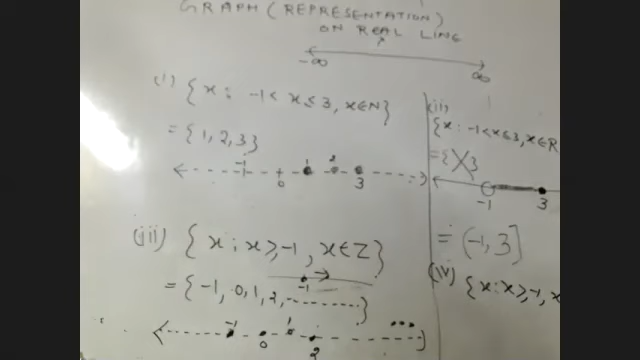 GRAPH (REPRESENTATION)
ON REAL LINE
-∞ ∞
(i) {x : -1 < x ≤ 3, x∈N}
= {1, 2, 3}
-1 0 1 2 3
(ii)
{x : -1 < x ≤ 3, x∈R
= {X}
-1 3
= (-1, 3]
(iii) {x : x ≥ -1, x∈Z}
-1
= {-1, 0, 1, 2, ----------}
-1 0 1 2 •••
(iv) {x : x ≥ -1, x